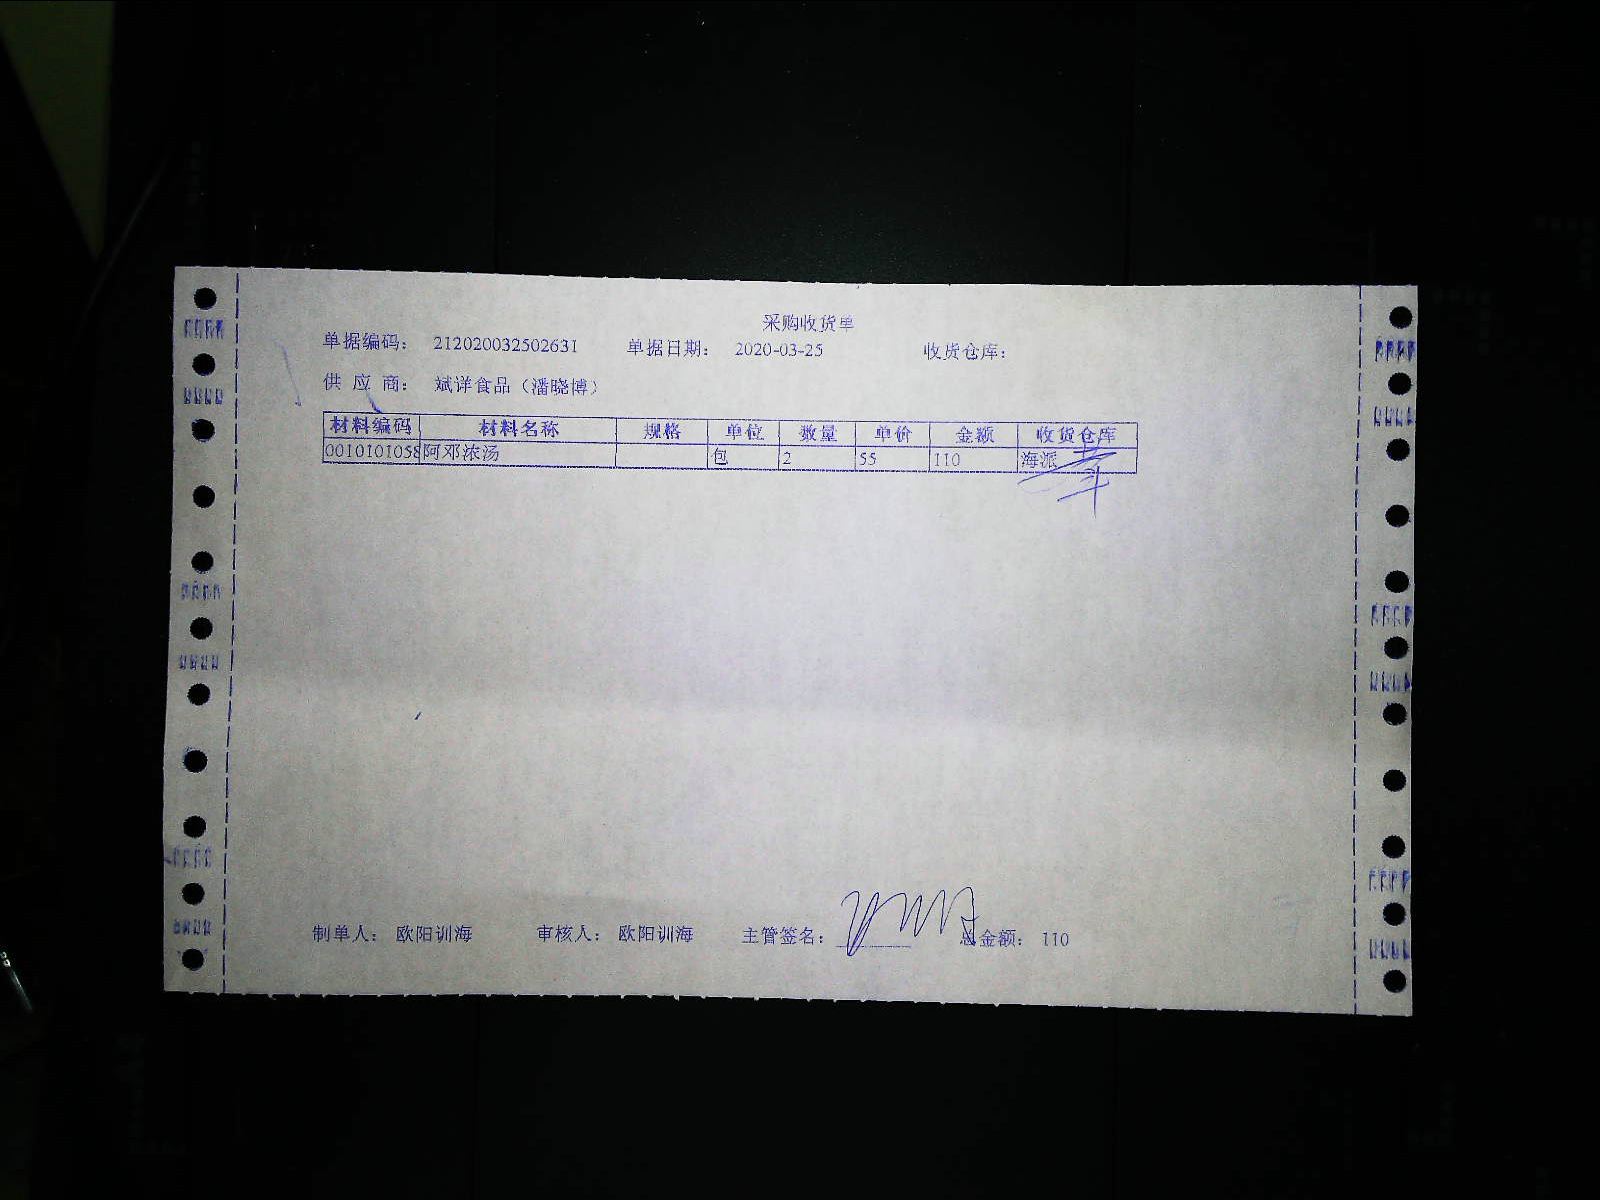 采购收货单
单据编码： 212020032502631 单据日期： 2020-03-25 收货仓库：
供 应 商： 斌详食品（潘晓博）
材料编码 材料名称 规格 单位 数量 单价 金额 收货仓库
0010101058 阿邓浓汤 包 2 55 110 海派
制单人： 欧阳训海 审核人： 欧阳训海 主管签名： 总金额： 110